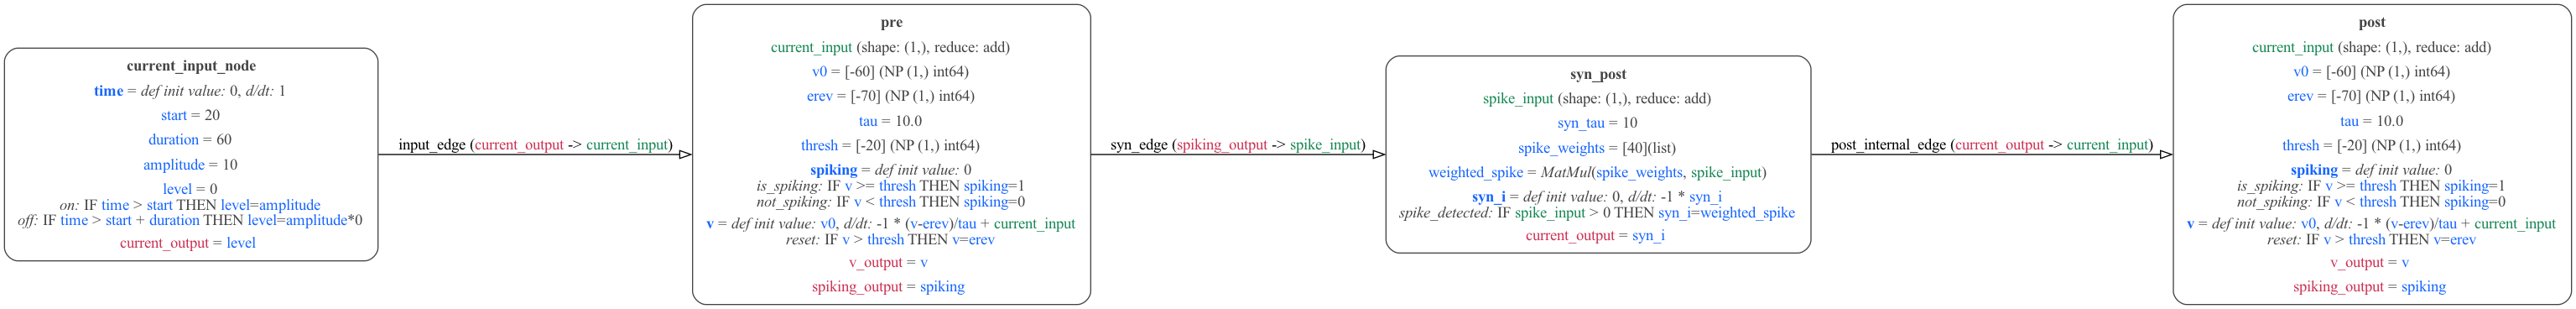 current_input_node
time = def init value: 0, d/dt: 1
start = 20
duration = 60
amplitude = 10
level = 0
on: IF time > start THEN level=amplitude
off: IF time > start + duration THEN level=amplitude*0
current_output = level
input_edge (current_output -> current_input)
pre
current_input (shape: (1,), reduce: add)
v0 = [-60] (NP (1,) int64)
erev = [-70] (NP (1,) int64)
tau = 10.0
thresh = [-20] (NP (1,) int64)
spiking = def init value: 0
is_spiking: IF v >= thresh THEN spiking=1
not_spiking: IF v < thresh THEN spiking=0
v = def init value: v0, d/dt: -1 * (v-erev)/tau + current_input
reset: IF v > thresh THEN v=erev
v_output = v
spiking_output = spiking
syn_edge (spiking_output -> spike_input)
syn_post
spike_input (shape: (1,), reduce: add)
syn_tau = 10
spike_weights = [40](list)
weighted_spike = MatMul(spike_weights, spike_input)
syn_i = def init value: 0, d/dt: -1 * syn_i
spike_detected: IF spike_input > 0 THEN syn_i=weighted_spike
current_output = syn_i
post_internal_edge (current_output -> current_input)
post
current_input (shape: (1,), reduce: add)
v0 = [-60] (NP (1,) int64)
erev = [-70] (NP (1,) int64)
tau = 10.0
thresh = [-20] (NP (1,) int64)
spiking = def init value: 0
is_spiking: IF v >= thresh THEN spiking=1
not_spiking: IF v < thresh THEN spiking=0
v = def init value: v0, d/dt: -1 * (v-erev)/tau + current_input
reset: IF v > thresh THEN v=erev
v_output = v
spiking_output = spiking